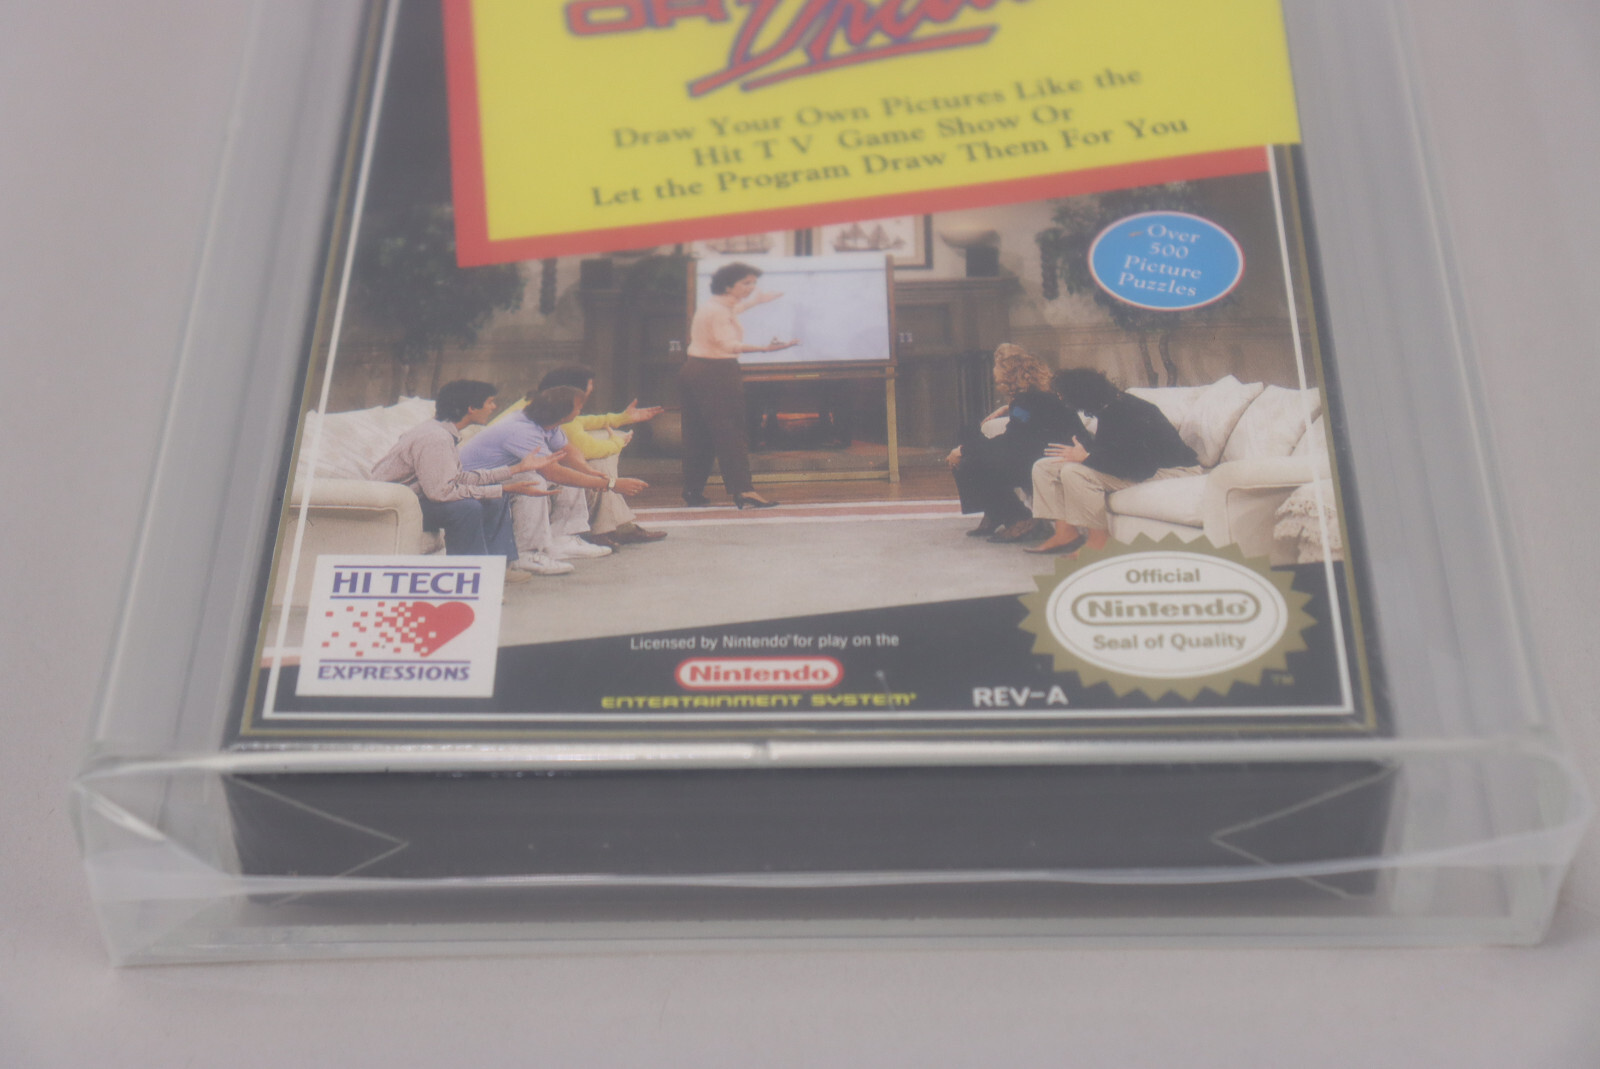 OR Draw
Draw Your Own Pictures Like the
Hit T V Game Show Or
Let the Program Draw Them For You
Over
500
Picture
Puzzles
HI TECH
EXPRESSIONS
Licensed by Nintendo® for play on the
Nintendo
ENTERTAINMENT SYSTEM®
REV-A
Official
Nintendo®
Seal of Quality
TM